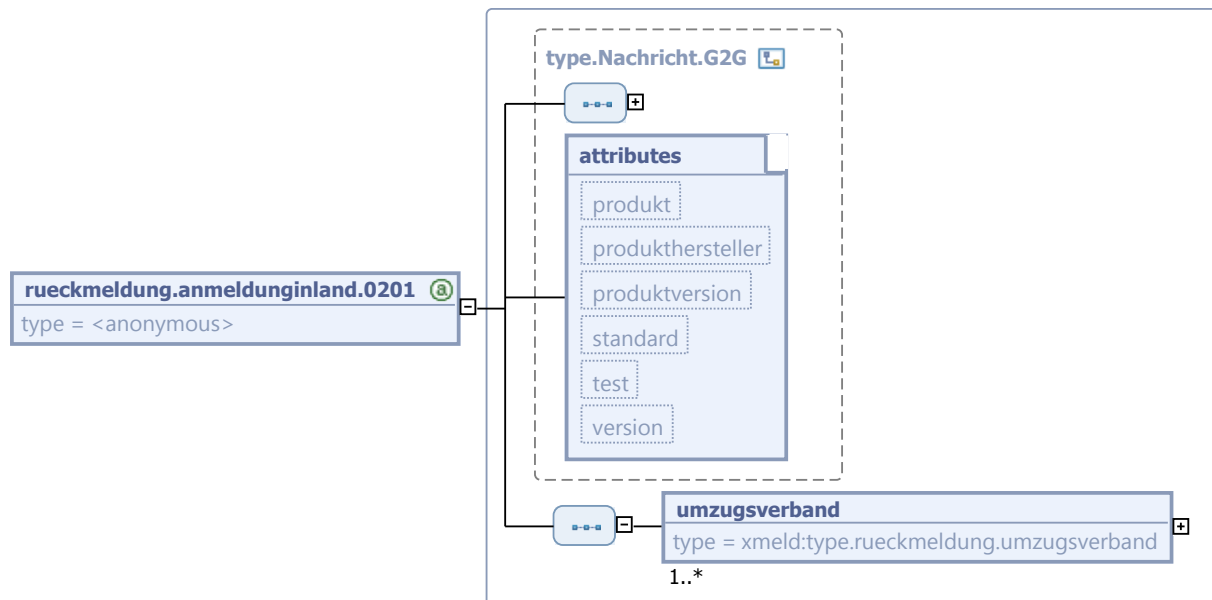 type.Nachricht.G2G
attributes
produkt
produkthersteller
produktversion
standard
test
version
rueckmeldung.anmeldunginland.0201
type = <anonymous>
umzugsverband
type = xmeld:type.rueckmeldung.umzugsverband
1..*